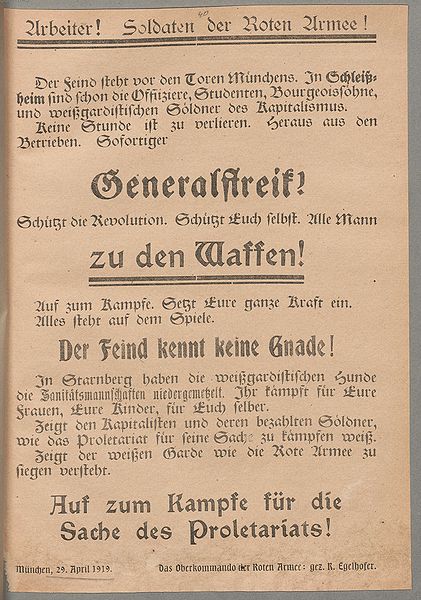 Arbeiter! Soldaten der Roten Armee!
Der Feind steht vor den Toren Münchens. In Schleiß-
heim sind schon die Offiziere, Studenten, Bourgeoissöhne,
und weißgardistischen Söldner des Kapitalismus.
Keine Stunde ist zu verlieren. Heraus aus den
Betrieben. Sofortiger
Generalstreik!
Schützt die Revolution. Schützt Euch selbst. Alle Mann
zu den Waffen!
Auf zum Kampfe. Setzt Eure ganze Kraft ein.
Alles steht auf dem Spiele.
Der Feind kennt keine Gnade!
In Starnberg haben die weißgardistischen Hunde
die Sanitätsmannschaften niedergemetzelt. Ihr kämpft für Eure
Frauen, Eure Kinder, für Euch selber.
Zeigt den Kapitalisten und deren bezahlten Söldner,
wie das Proletariat für seine Sache zu kämpfen weiß.
Zeigt der weißen Garde wie die Rote Armee zu
siegen versteht.
Auf zum Kampfe für die
Sache des Proletariats!
München, 29. April 1919. Das Oberkommando der Roten Armee: gez. R. Egelhofer.